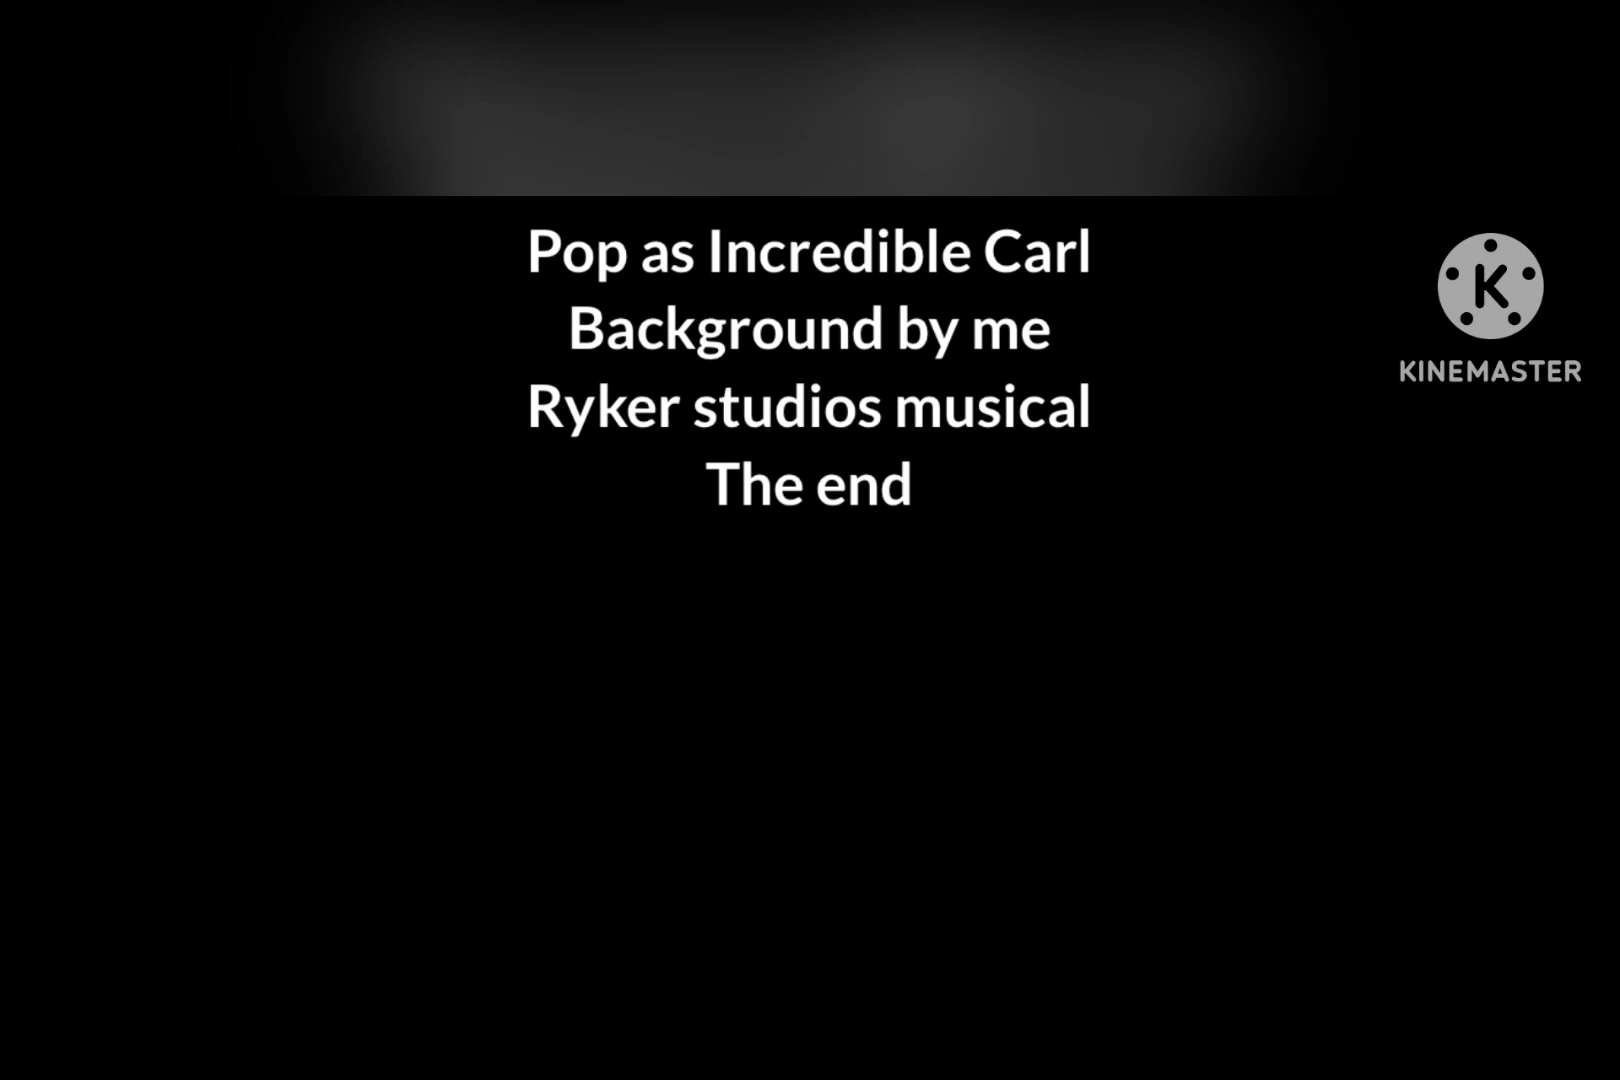 Pop as Incredible Carl
Background by me
Ryker studios musical
The end
K
KINEMASTER